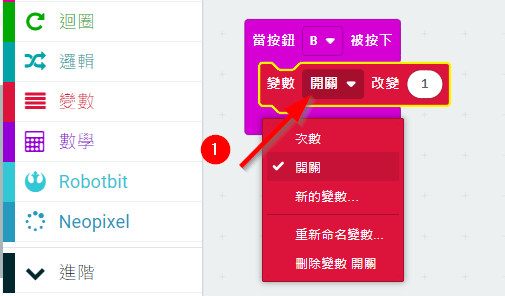 迴圈
邏輯
變數
數學
Robotbit
Neopixel
進階
當按鈕 B 被按下
變數 開關 改變 1
1
次數
開關
新的變數...
重新命名變數...
刪除變數 開關